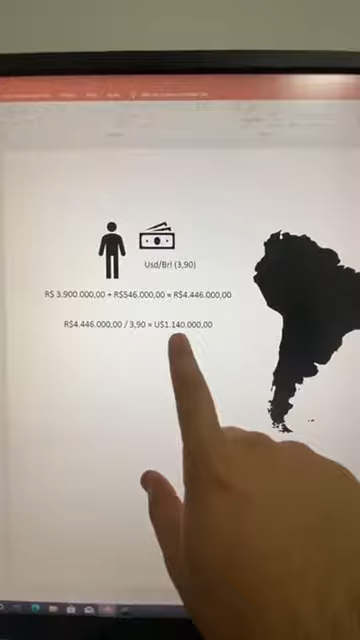 Usd/Brl (3,90)
R$ 3.900.000,00 + R$546.000,00 = R$4.446.000,00
R$4.446.000,00 / 3,90 = U$1.140.000,00